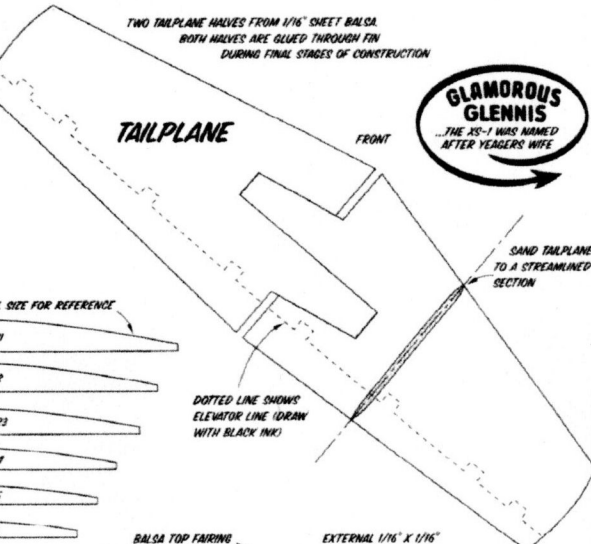 TWO TAILPLANE HALVES FROM 1/16" SHEET BALSA.
BOTH HALVES ARE GLUED THROUGH FIN
DURING FINAL STAGES OF CONSTRUCTION
GLAMOROUS
GLENNIS
...THE XS-1 WAS NAMED
AFTER YEAGERS WIFE
TAILPLANE
FRONT
SAND TAILPLANE
TO A STREAMLINED
SECTION
SIZE FOR REFERENCE
DOTTED LINE SHOWS
ELEVATOR LINE (DRAW
WITH BLACK INK)
BALSA TOP FAIRING
EXTERNAL 1/16" X 1/16"